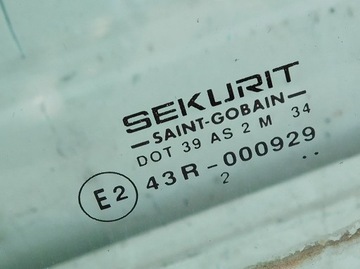 SEKURIT
SAINT-GOBAIN
DOT 39 AS 2 M 34
E2 43R-000929
2 ..